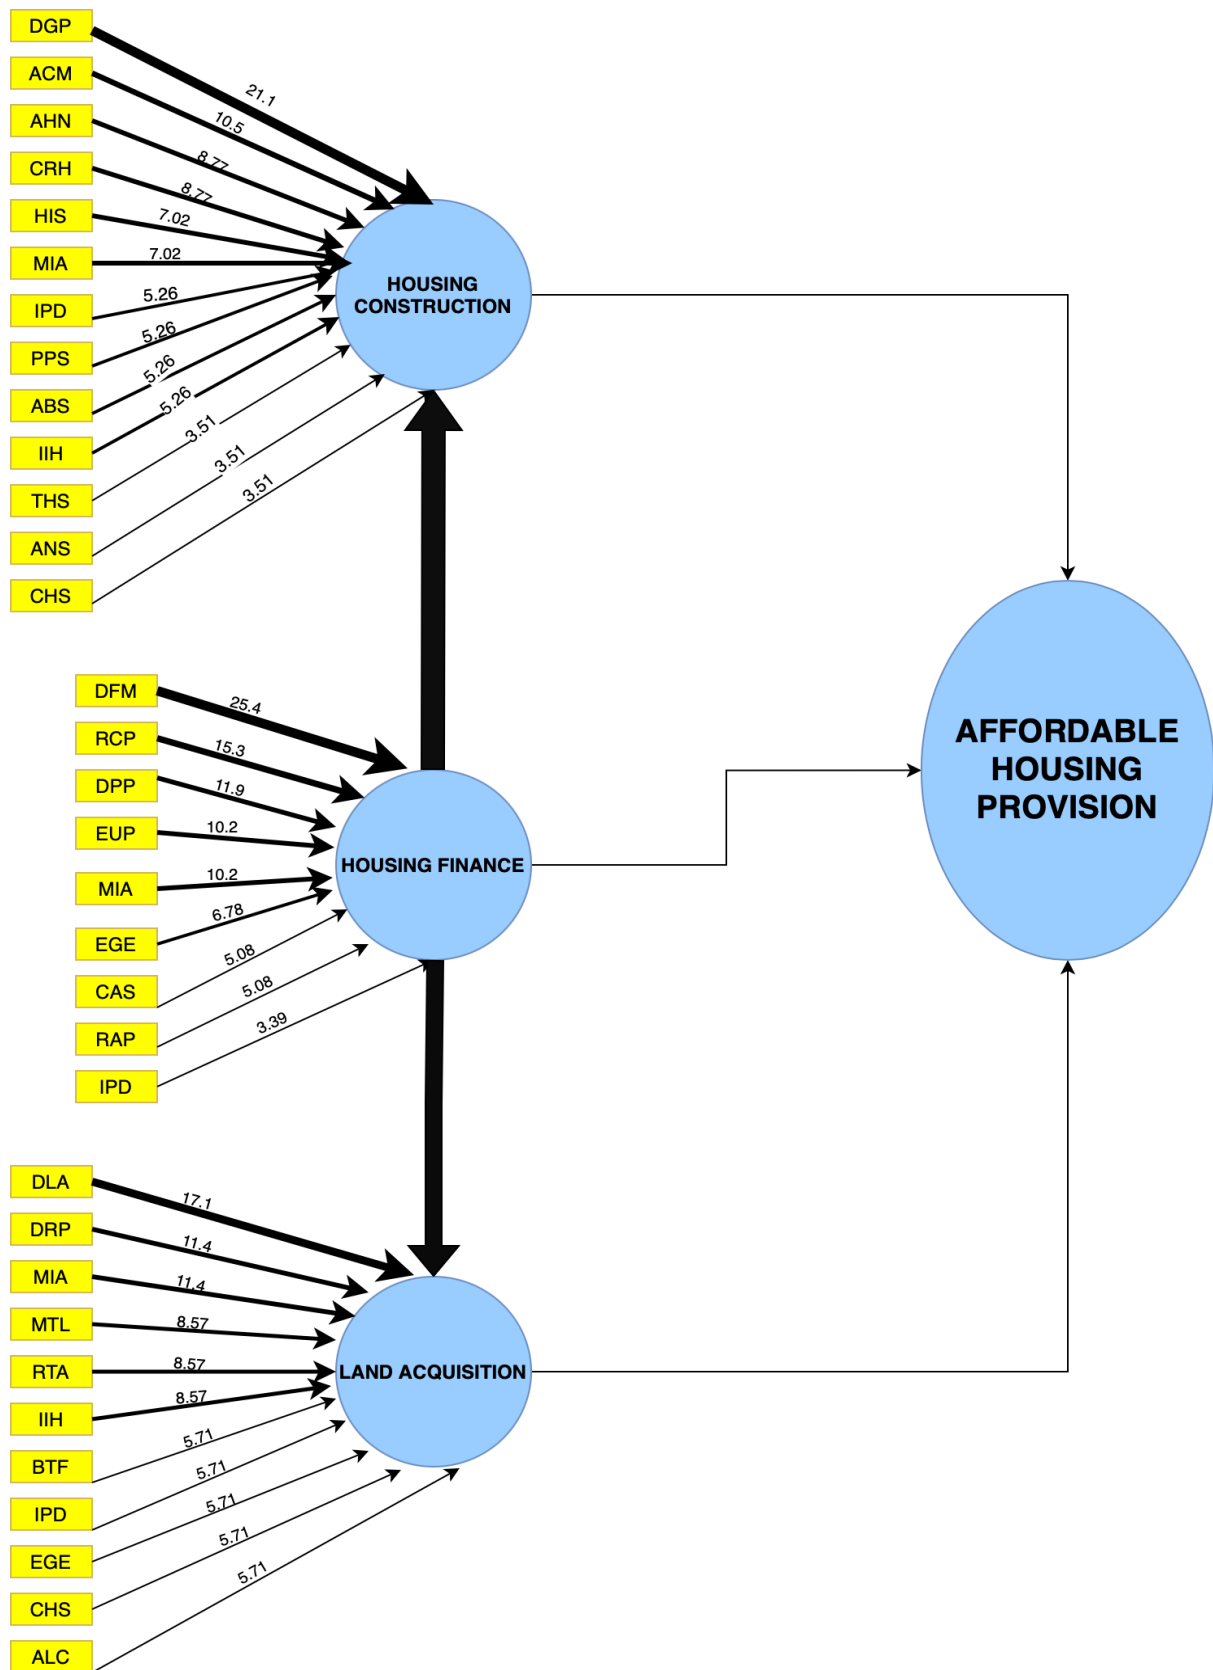 DGP
21.1
ACM
10.5
AHN
8.77
CRH
8.77
HIS
7.02
MIA
7.02
IPD
5.26
PPS
5.26
ABS
5.26
IIH
5.26
THS
3.51
ANS
3.51
CHS
3.51
HOUSING
CONSTRUCTION
DFM
25.4
RCP
15.3
DPP
11.9
EUP
10.2
MIA
10.2
EGE
6.78
CAS
5.08
RAP
5.08
IPD
3.39
HOUSING FINANCE
AFFORDABLE
HOUSING
PROVISION
DLA
17.1
DRP
11.4
MIA
11.4
MTL
8.57
RTA
8.57
IIH
8.57
BTF
5.71
IPD
5.71
EGE
5.71
CHS
5.71
ALC
5.71
LAND ACQUISITION